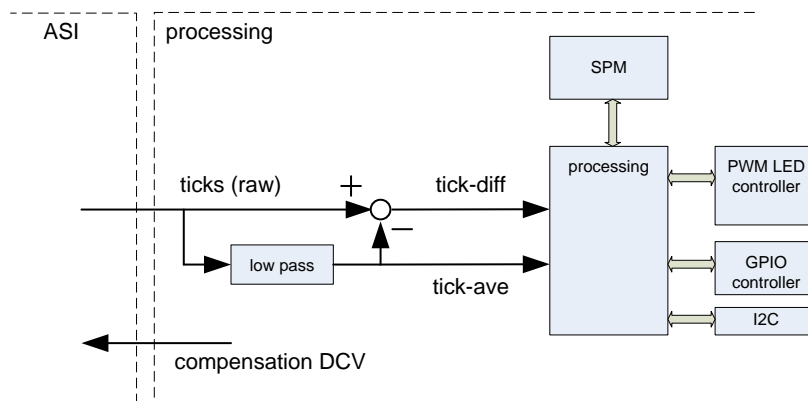 ASI
processing
SPM
processing
PWM LED
controller
ticks (raw)
+
tick-diff
−
low pass
tick-ave
GPIO
controller
I2C
compensation DCV